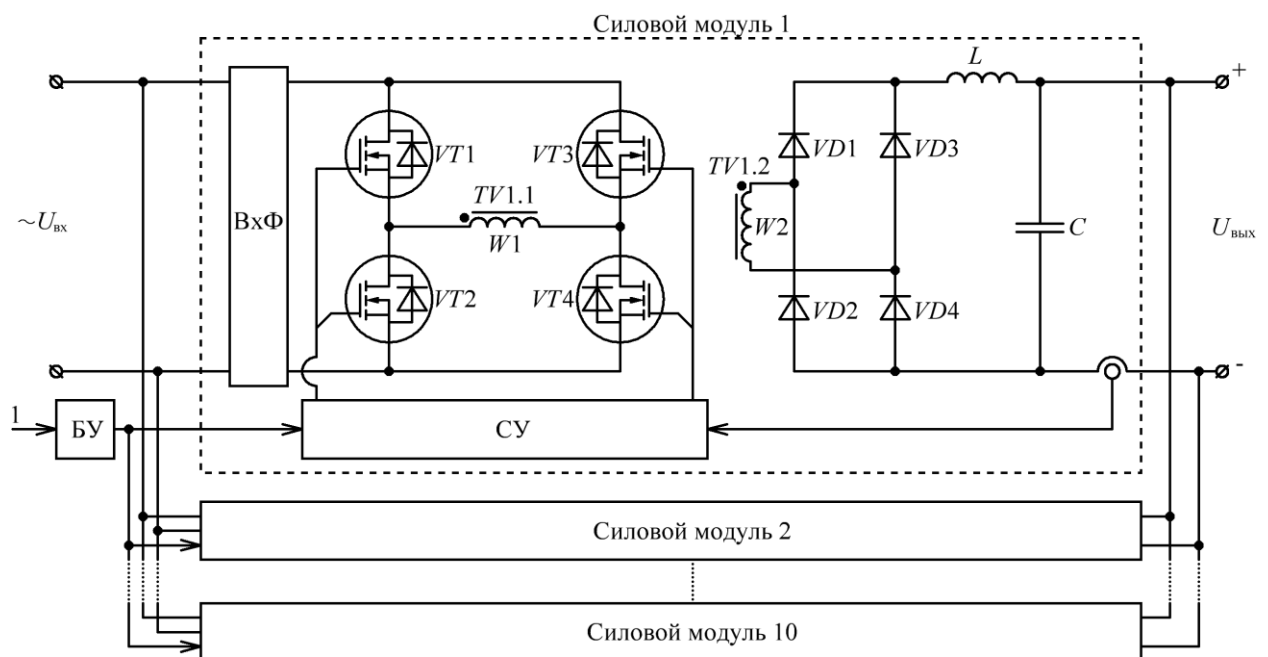 Силовой модуль 1
L
+
VT1
VT3
VD1
VD3
TV1.1
TV1.2
~Uвх
ВхФ
W1
W2
C
Uвых
VT2
VT4
VD2
VD4
-
1
БУ
СУ
Силовой модуль 2
Силовой модуль 10